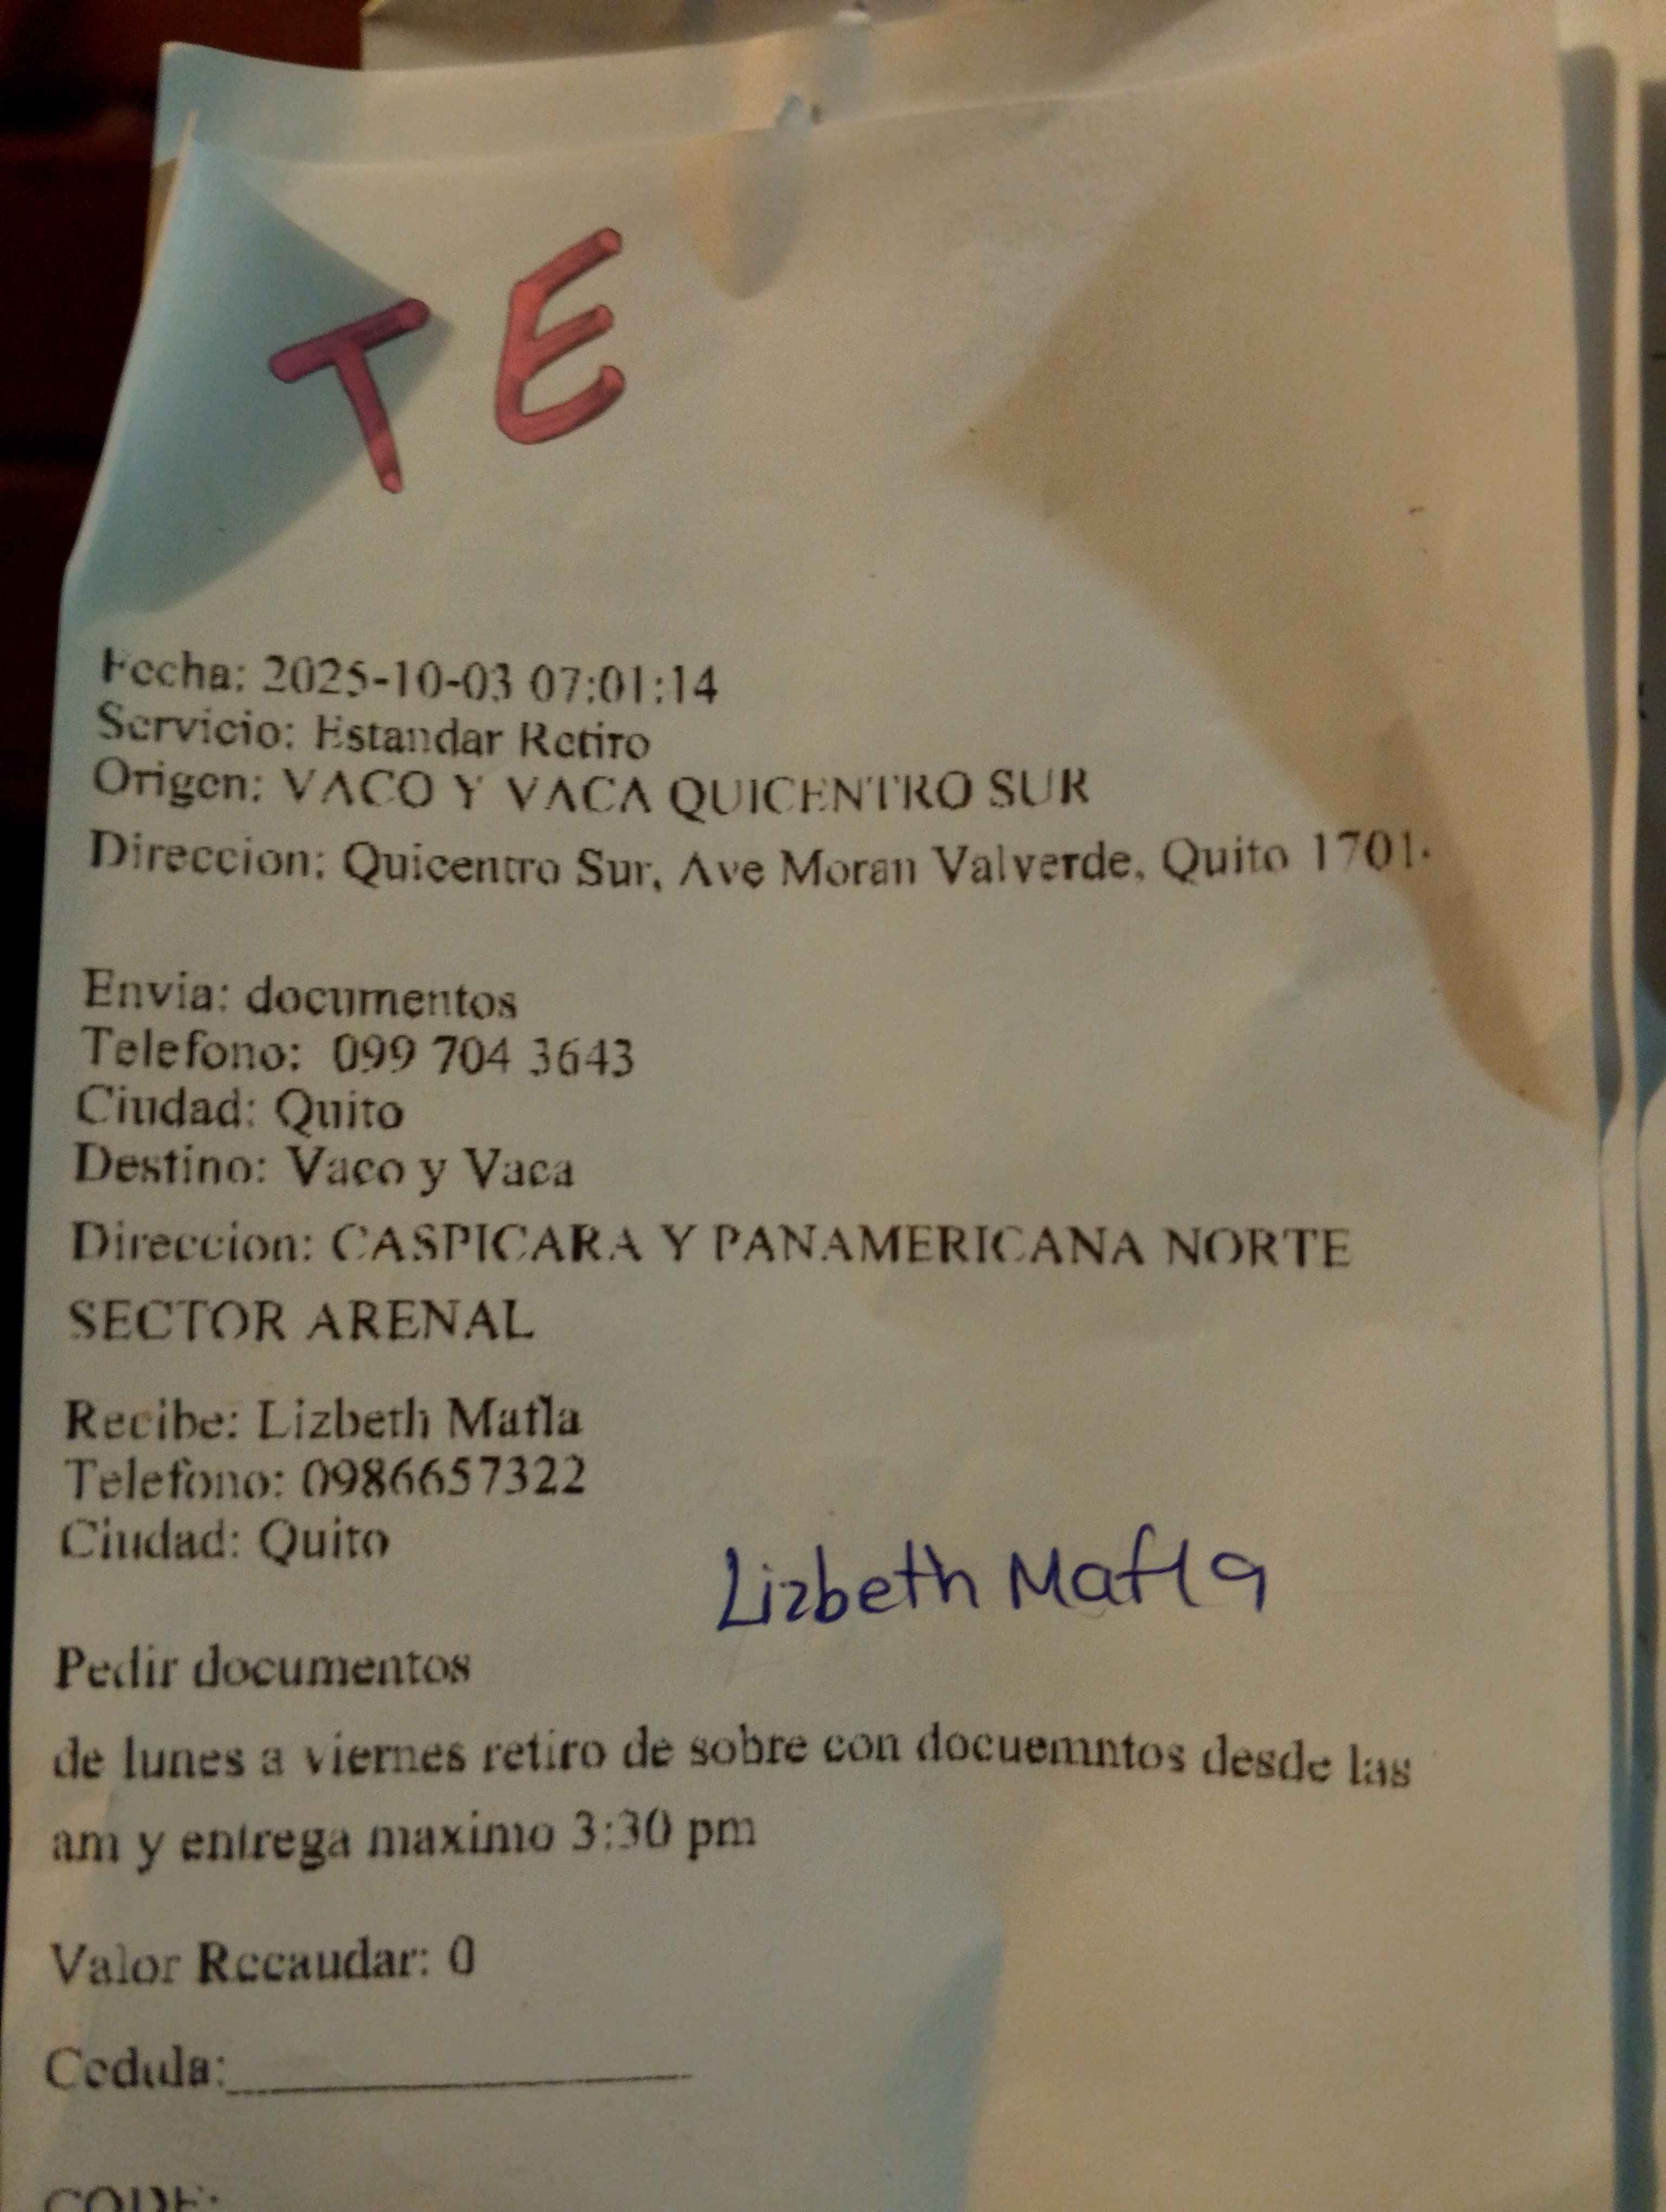 T E
Fecha: 2025-10-03 07:01:14
Servicio: Estandar Retiro
Origen: VACO Y VACA QUICENTRO SUR
Direccion: Quicentro Sur, Ave Moran Valverde, Quito 1701
Envia: documentos
Telefono: 099 704 3643
Ciudad: Quito
Destino: Vaco y Vaca
Direccion: CASPICARA Y PANAMERICANA NORTE
SECTOR ARENAL
Recibe: Lizbeth Mafla
Telefono: 0986657322
Ciudad: Quito
Lizbeth Mafla
Pedir documentos
de lunes a viernes retiro de sobre con docuemntos desde las
am y entrega maximo 3:30 pm
Valor Recaudar: 0
Cedula:
CODE: